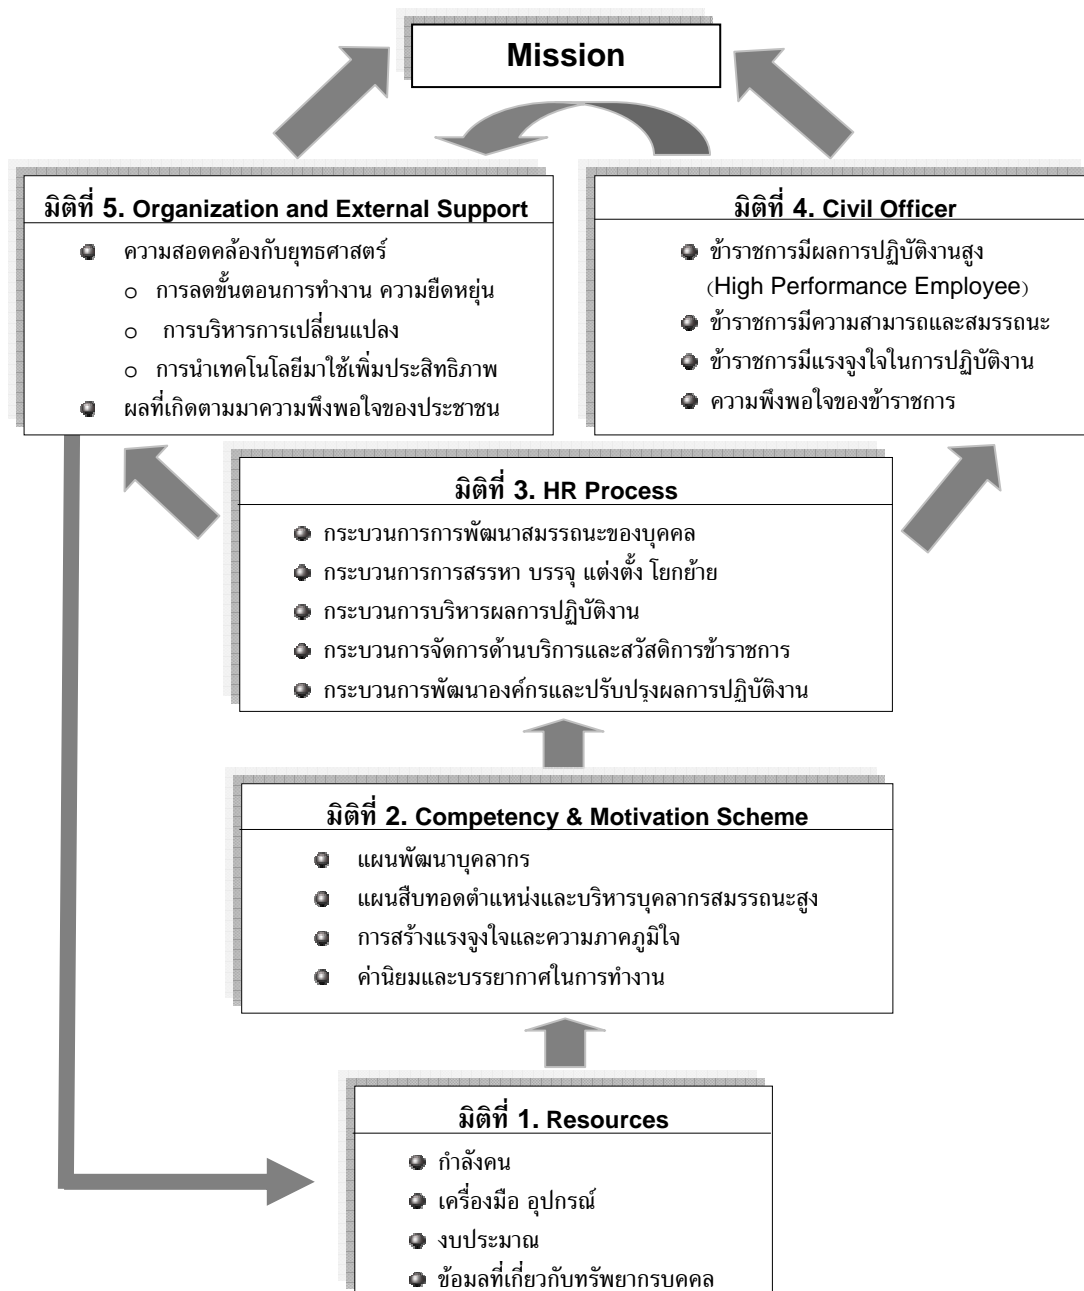 Mission
มิติที่ 5. Organization and External Support
ความสอดคล้องกับยุทธศาสตร์
o การลดขั้นตอนการทำงาน ความยืดหยุ่น
o การบริหารการเปลี่ยนแปลง
o การนำเทคโนโลยีมาใช้เพิ่มประสิทธิภาพ
ผลที่เกิดตามมาความพึงพอใจของประชาชน
มิติที่ 4. Civil Officer
ข้าราชการมีผลการปฏิบัติงานสูง
(High Performance Employee)
ข้าราชการมีความสามารถและสมรรถนะ
ข้าราชการมีแรงจูงใจในการปฏิบัติงาน
ความพึงพอใจของข้าราชการ
มิติที่ 3. HR Process
กระบวนการการพัฒนาสมรรถนะของบุคคล
กระบวนการการสรรหา บรรจุ แต่งตั้ง โยกย้าย
กระบวนการบริหารผลการปฏิบัติงาน
กระบวนการจัดการด้านบริการและสวัสดิการข้าราชการ
กระบวนการพัฒนาองค์กรและปรับปรุงผลการปฏิบัติงาน
มิติที่ 2. Competency & Motivation Scheme
แผนพัฒนาบุคลากร
แผนสืบทอดตำแหน่งและบริหารบุคลากรสมรรถนะสูง
การสร้างแรงจูงใจและความภาคภูมิใจ
ค่านิยมและบรรยากาศในการทำงาน
มิติที่ 1. Resources
กำลังคน
เครื่องมือ อุปกรณ์
งบประมาณ
ข้อมูลที่เกี่ยวกับทรัพยากรบุคคล